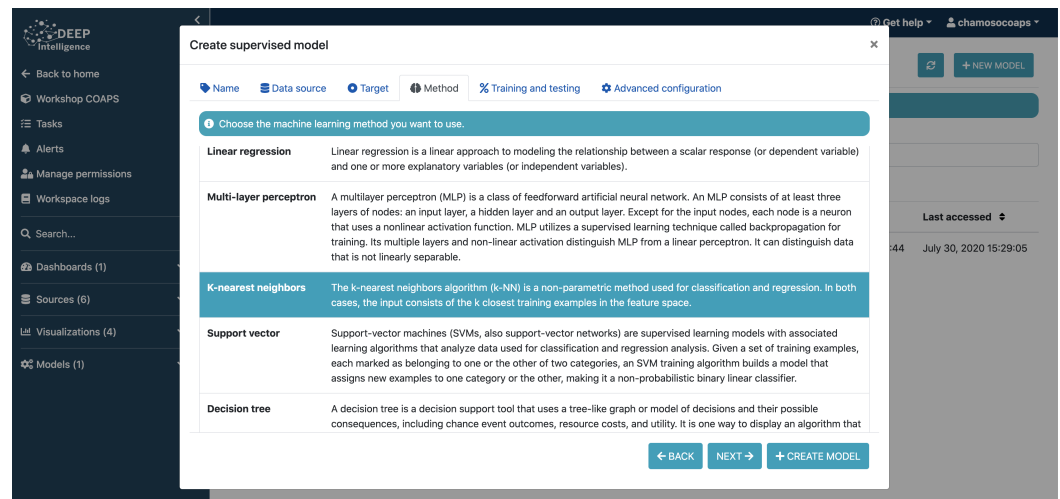 DEEP
Intelligence
Get help
chamosocoaps
← Back to home
Workshop COAPS
Tasks
Alerts
Manage permissions
Workspace logs
Search...
Dashboards (1)
Sources (6)
Visualizations (4)
Models (1)
+ NEW MODEL
Last accessed
:44 July 30, 2020 15:29:05
Create supervised model ×
Name Data source Target Method Training and testing Advanced configuration
Choose the machine learning method you want to use.
Linear regression Linear regression is a linear approach to modeling the relationship between a scalar response (or dependent variable)
and one or more explanatory variables (or independent variables).
Multi-layer perceptron A multilayer perceptron (MLP) is a class of feedforward artificial neural network. An MLP consists of at least three
layers of nodes: an input layer, a hidden layer and an output layer. Except for the input nodes, each node is a neuron
that uses a nonlinear activation function. MLP utilizes a supervised learning technique called backpropagation for
training. Its multiple layers and non-linear activation distinguish MLP from a linear perceptron. It can distinguish data
that is not linearly separable.
K-nearest neighbors The k-nearest neighbors algorithm (k-NN) is a non-parametric method used for classification and regression. In both
cases, the input consists of the k closest training examples in the feature space.
Support vector Support-vector machines (SVMs, also support-vector networks) are supervised learning models with associated
learning algorithms that analyze data used for classification and regression analysis. Given a set of training examples,
each marked as belonging to one or the other of two categories, an SVM training algorithm builds a model that
assigns new examples to one category or the other, making it a non-probabilistic binary linear classifier.
Decision tree A decision tree is a decision support tool that uses a tree-like graph or model of decisions and their possible
consequences, including chance event outcomes, resource costs, and utility. It is one way to display an algorithm that
← BACK NEXT → + CREATE MODEL